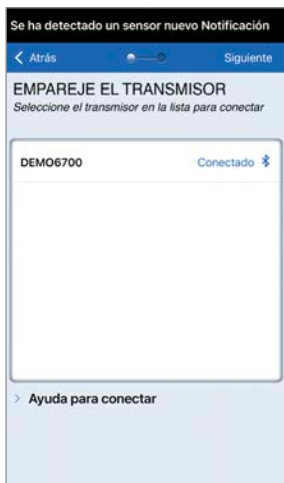 Se ha detectado un sensor nuevo Notificación
Atrás Siguiente
EMPAREJE EL TRANSMISOR
Seleccione el transmisor en la lista para conectar
DEMO6700 Conectado
Ayuda para conectar